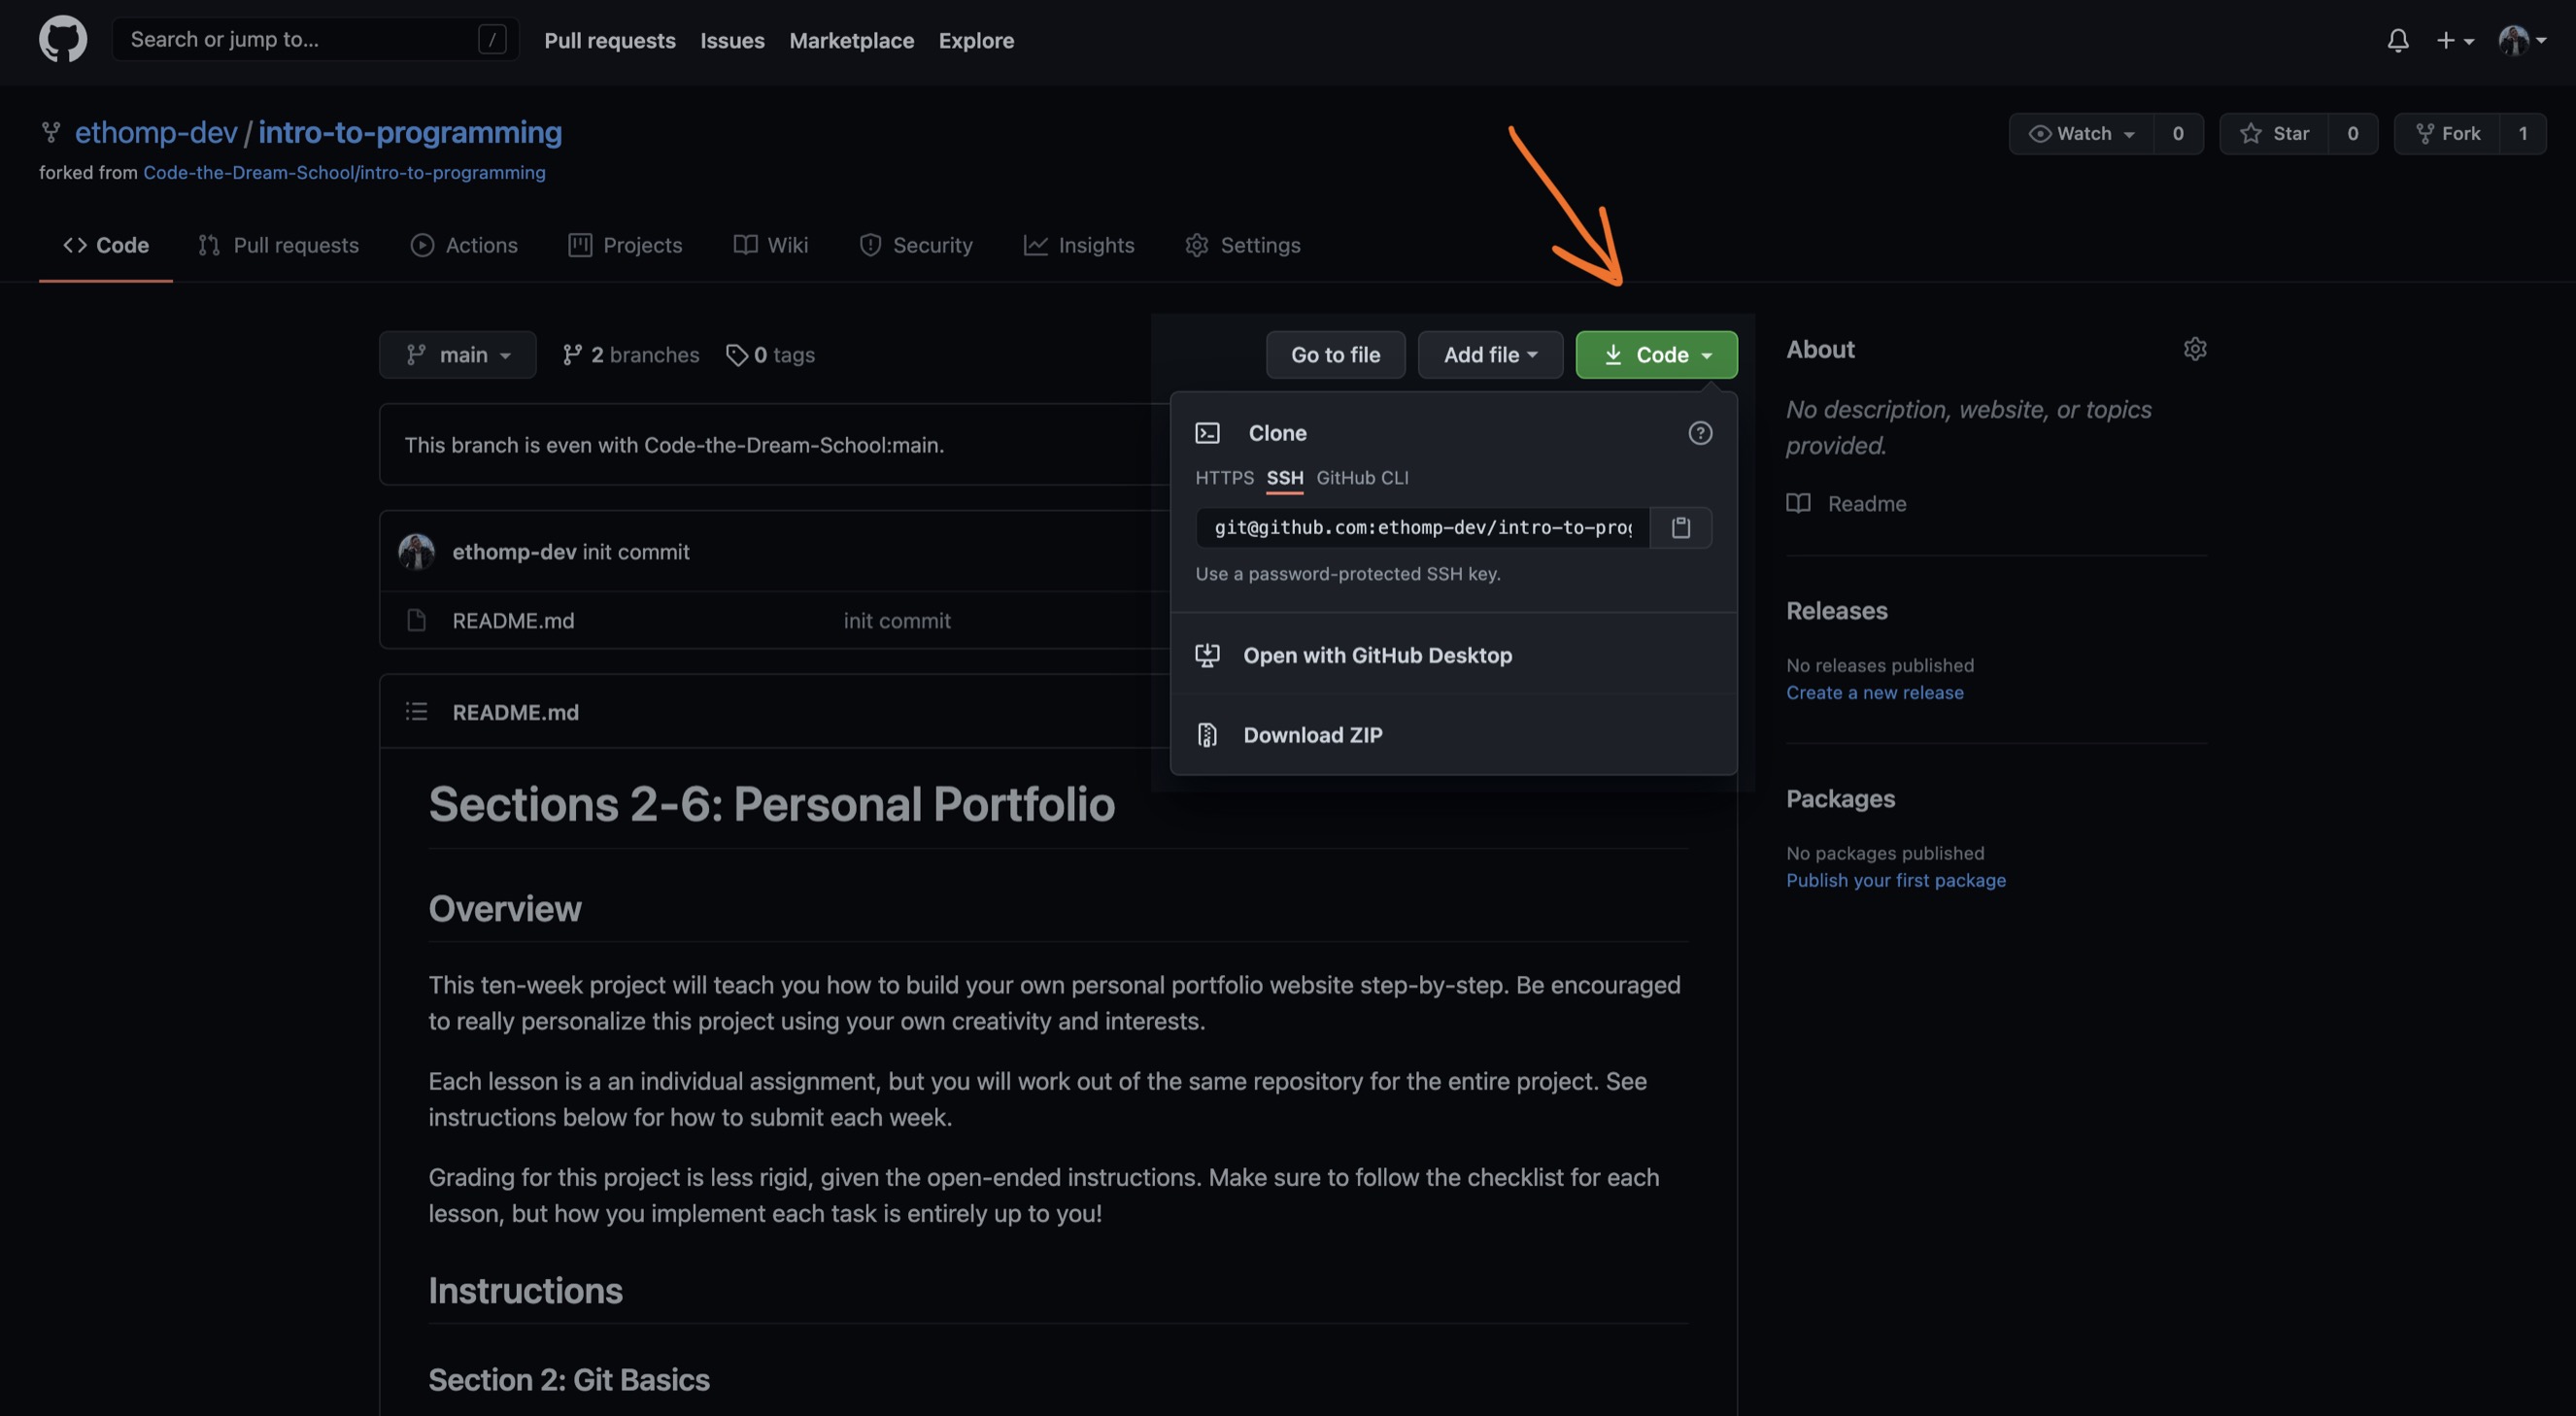 Search or jump to... /
Pull requests Issues Marketplace Explore
ethomp-dev / intro-to-programming
forked from Code-the-Dream-School/intro-to-programming
Watch 0 Star 0 Fork 1
<> Code Pull requests Actions Projects Wiki Security Insights Settings
main 2 branches 0 tags
Go to file Add file Code
This branch is even with Code-the-Dream-School:main.
ethomp-dev init commit
README.md init commit
Clone
HTTPS SSH GitHub CLI
git@github.com:ethomp-dev/intro-to-prog
Use a password-protected SSH key.
Open with GitHub Desktop
Download ZIP
README.md
Sections 2-6: Personal Portfolio
Overview
This ten-week project will teach you how to build your own personal portfolio website step-by-step. Be encouraged
to really personalize this project using your own creativity and interests.
Each lesson is a an individual assignment, but you will work out of the same repository for the entire project. See
instructions below for how to submit each week.
Grading for this project is less rigid, given the open-ended instructions. Make sure to follow the checklist for each
lesson, but how you implement each task is entirely up to you!
Instructions
Section 2: Git Basics
About
No description, website, or topics
provided.
Readme
Releases
No releases published
Create a new release
Packages
No packages published
Publish your first package